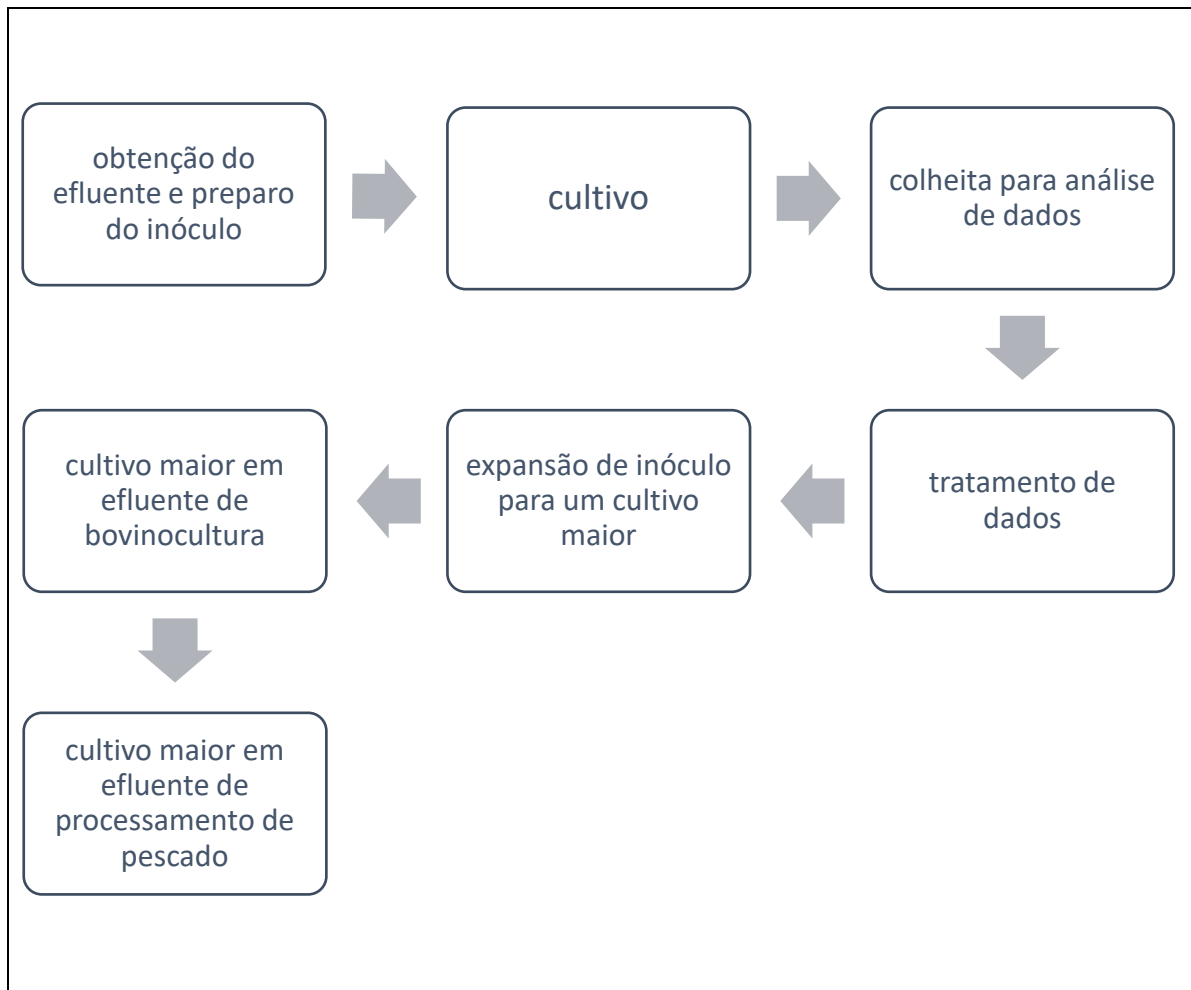 obtenção do
efluente e preparo
do inóculo
cultivo
colheita para análise
de dados
tratamento de
dados
expansão de inóculo
para um cultivo
maior
cultivo maior em
efluente de
bovinocultura
cultivo maior em
efluente de
processamento de
pescado